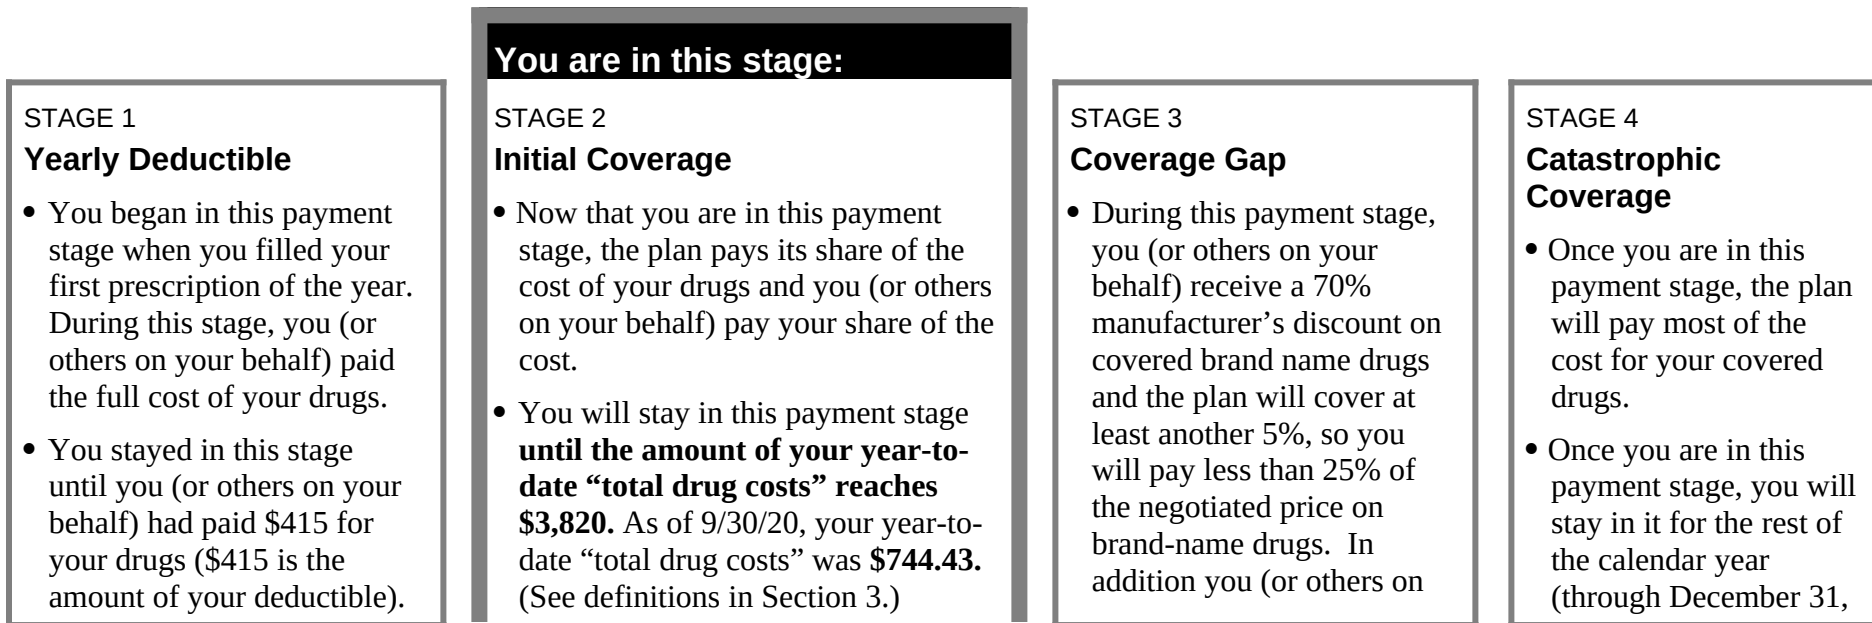 STAGE 1
Yearly Deductible
• You began in this payment
stage when you filled your
first prescription of the year.
During this stage, you (or
others on your behalf) paid
the full cost of your drugs.
• You stayed in this stage
until you (or others on your
behalf) had paid $415 for
your drugs ($415 is the
amount of your deductible).
You are in this stage:
STAGE 2
Initial Coverage
• Now that you are in this payment
stage, the plan pays its share of the
cost of your drugs and you (or others
on your behalf) pay your share of the
cost.
• You will stay in this payment stage
until the amount of your year-to-
date “total drug costs” reaches
$3,820. As of 9/30/20, your year-to-
date “total drug costs” was $744.43.
(See definitions in Section 3.)
STAGE 3
Coverage Gap
• During this payment stage,
you (or others on your
behalf) receive a 70%
manufacturer’s discount on
covered brand name drugs
and the plan will cover at
least another 5%, so you
will pay less than 25% of
the negotiated price on
brand-name drugs.  In
addition you (or others on
STAGE 4
Catastrophic
Coverage
• Once you are in this
payment stage, the plan
will pay most of the
cost for your covered
drugs.
• Once you are in this
payment stage, you will
stay in it for the rest of
the calendar year
(through December 31,